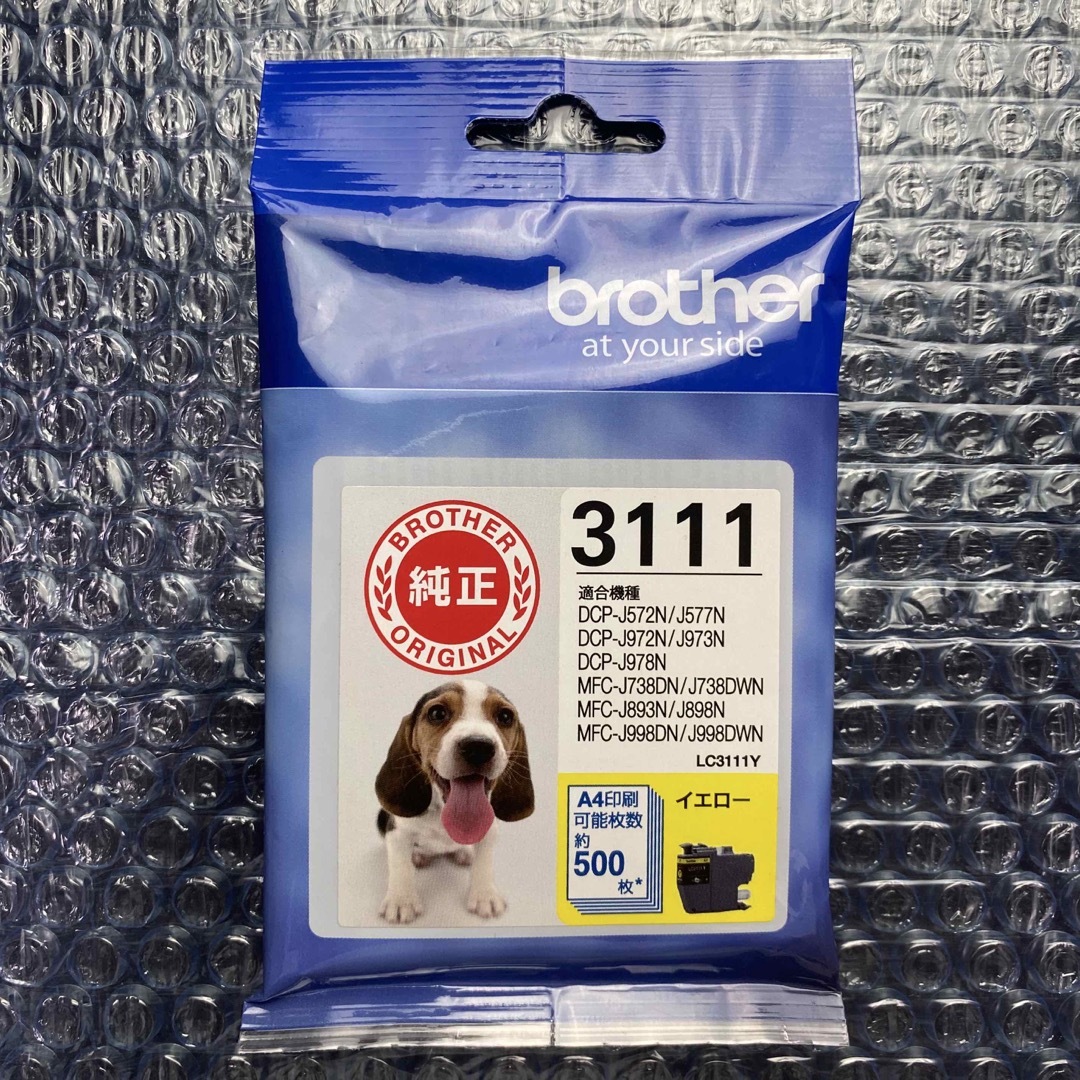 brother
at your side
BROTHER
純正
ORIGINAL
3111
適合機種
DCP-J572N/J577N
DCP-J972N/J973N
DCP-J978N
MFC-J738DN/J738DWN
MFC-J893N/J898N
MFC-J998DN/J998DWN
LC3111Y
A4印刷
可能枚数
約
500
枚*
イエロー